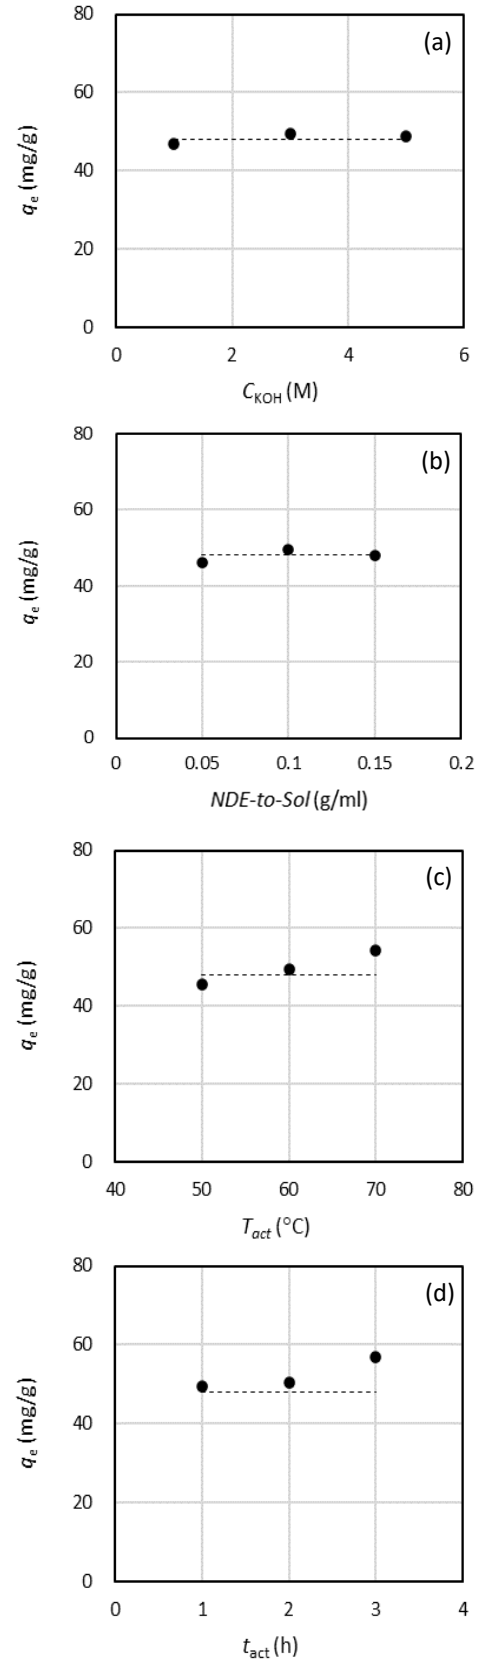 80
(a)
60
40
20
0
qe (mg/g)
0 2 4 6
CKOH (M)
80
(b)
60
40
20
0
qe (mg/g)
0 0.05 0.1 0.15 0.2
NDE-to-Sol (g/ml)
80
(c)
60
40
20
0
qe (mg/g)
40 50 60 70 80
Tact (°C)
80
(d)
60
40
20
0
qe (mg/g)
0 1 2 3 4
tact (h)